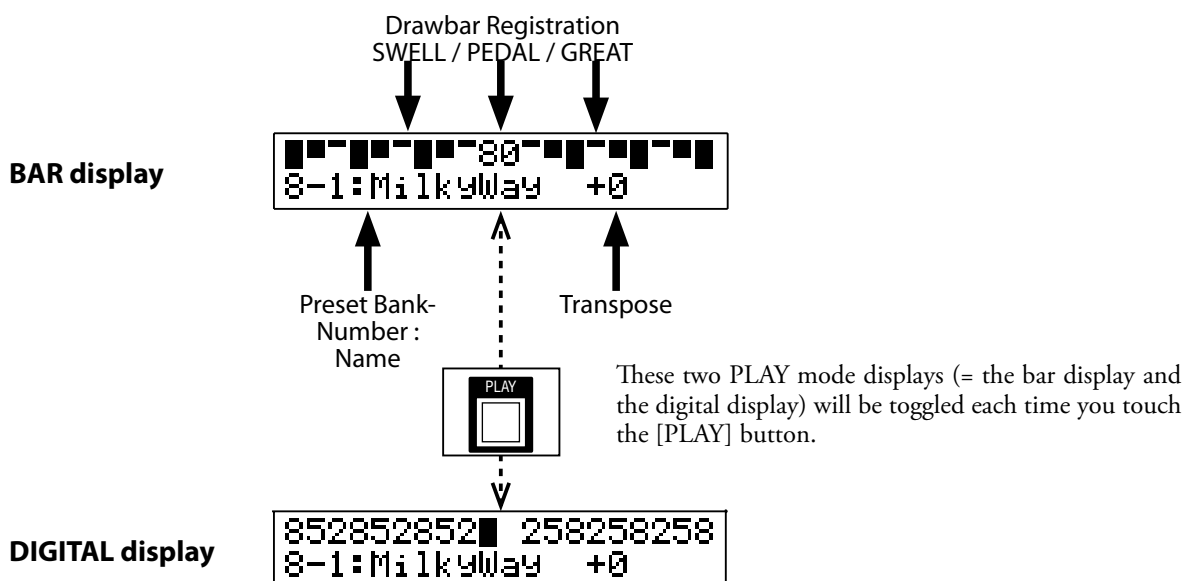 Drawbar Registration
SWELL / PEDAL / GREAT
BAR display
80
8-1:MilkyWay +0
Preset Bank-
Number :
Name
Transpose
PLAY
These two PLAY mode displays (= the bar display and
the digital display) will be toggled each time you touch
the [PLAY] button.
DIGITAL display
852852852 258258258
8-1:MilkyWay +0